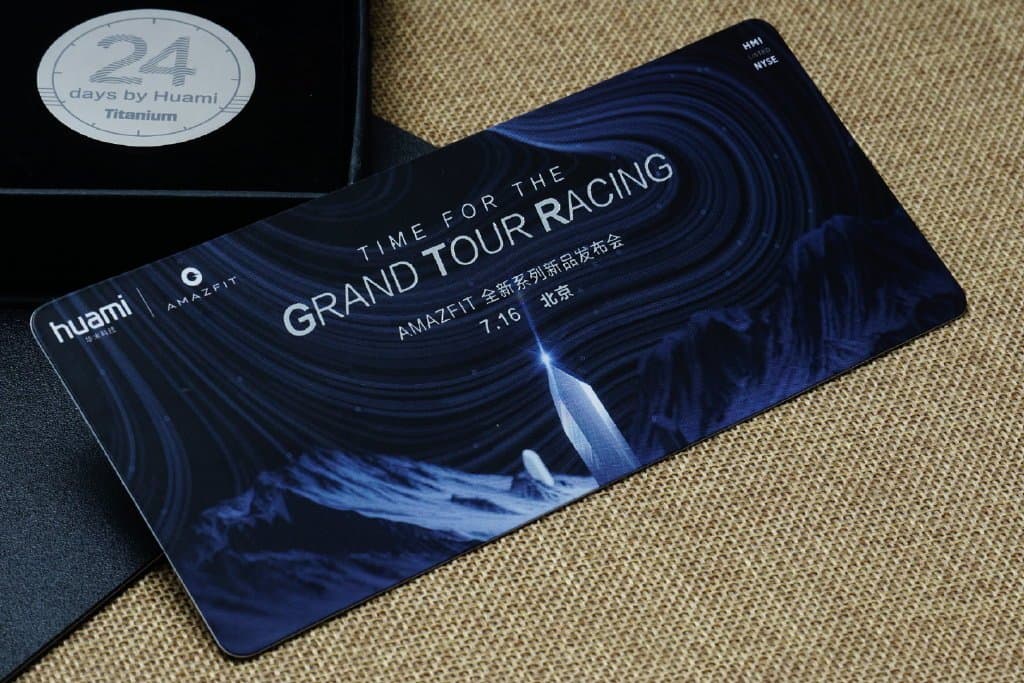 24
days by Huami
Titanium
HMI
LISTED
NYSE
TIME FOR THE
GRAND TOUR RACING
AMAZFIT 全新系列新品发布会
7.16 北京
huami
华米科技
AMAZFIT